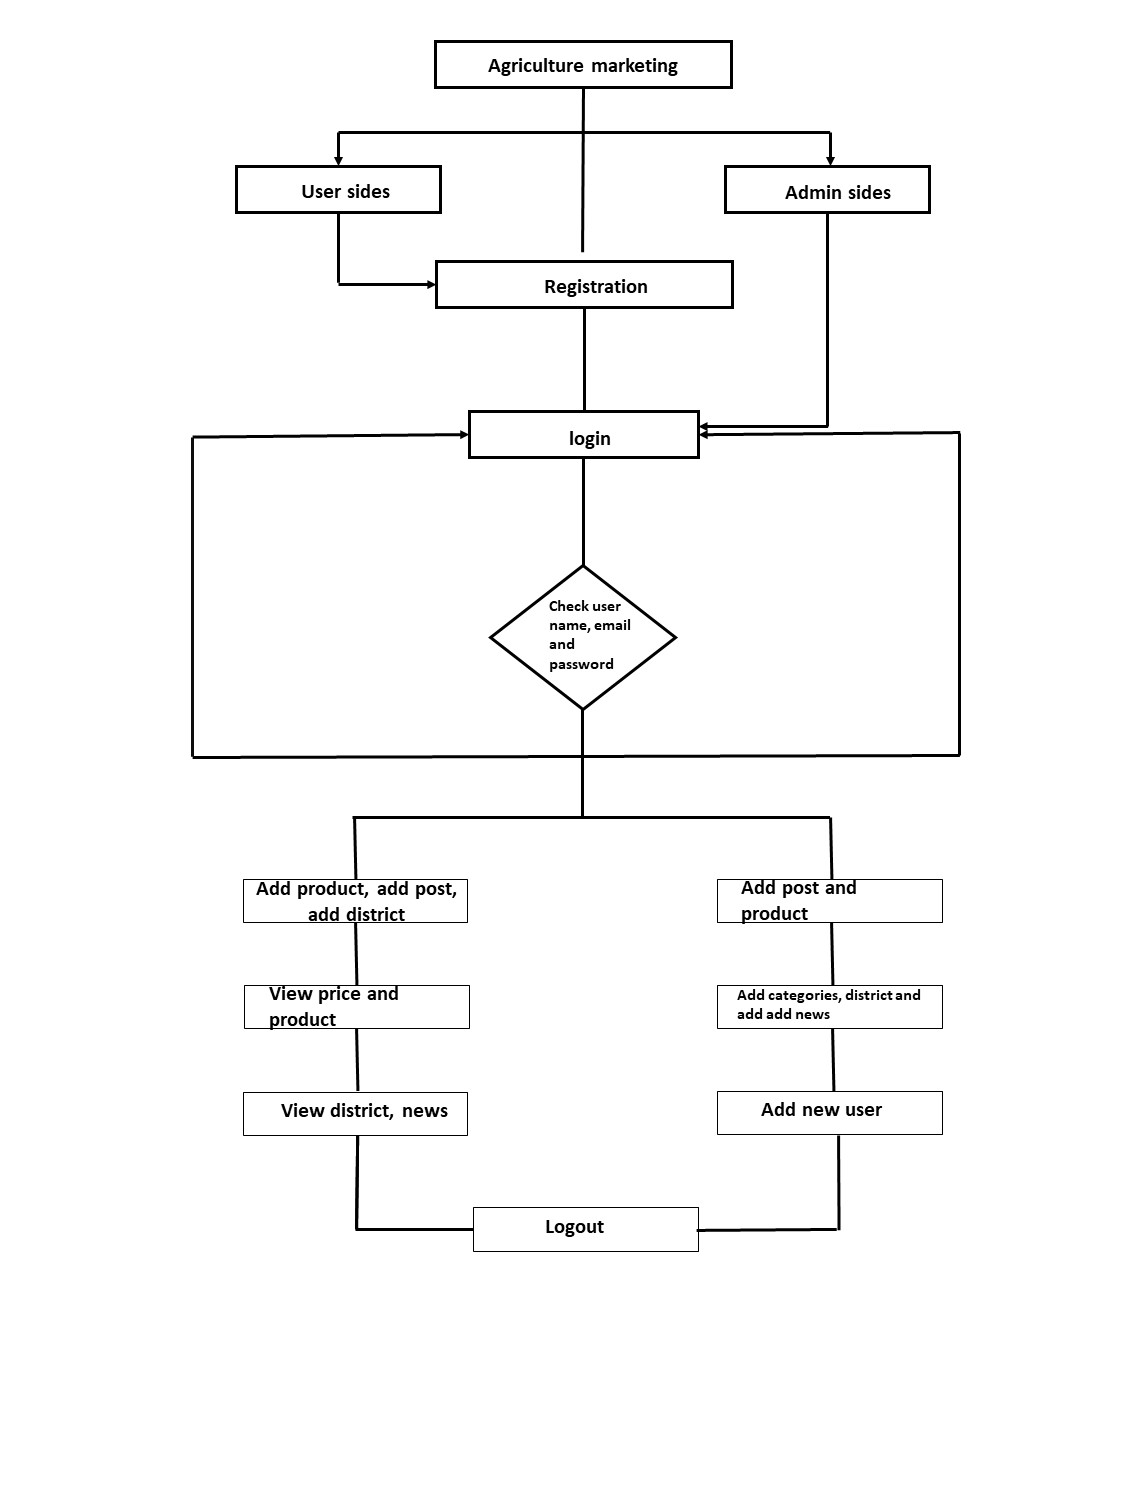 Agriculture marketing
User sides
Admin sides
Registration
login
Check user
name, email
and
password
Add product, add post,
add district
Add post and
product
View price and
product
Add categories, district and
add add news
View district, news
Add new user
Logout